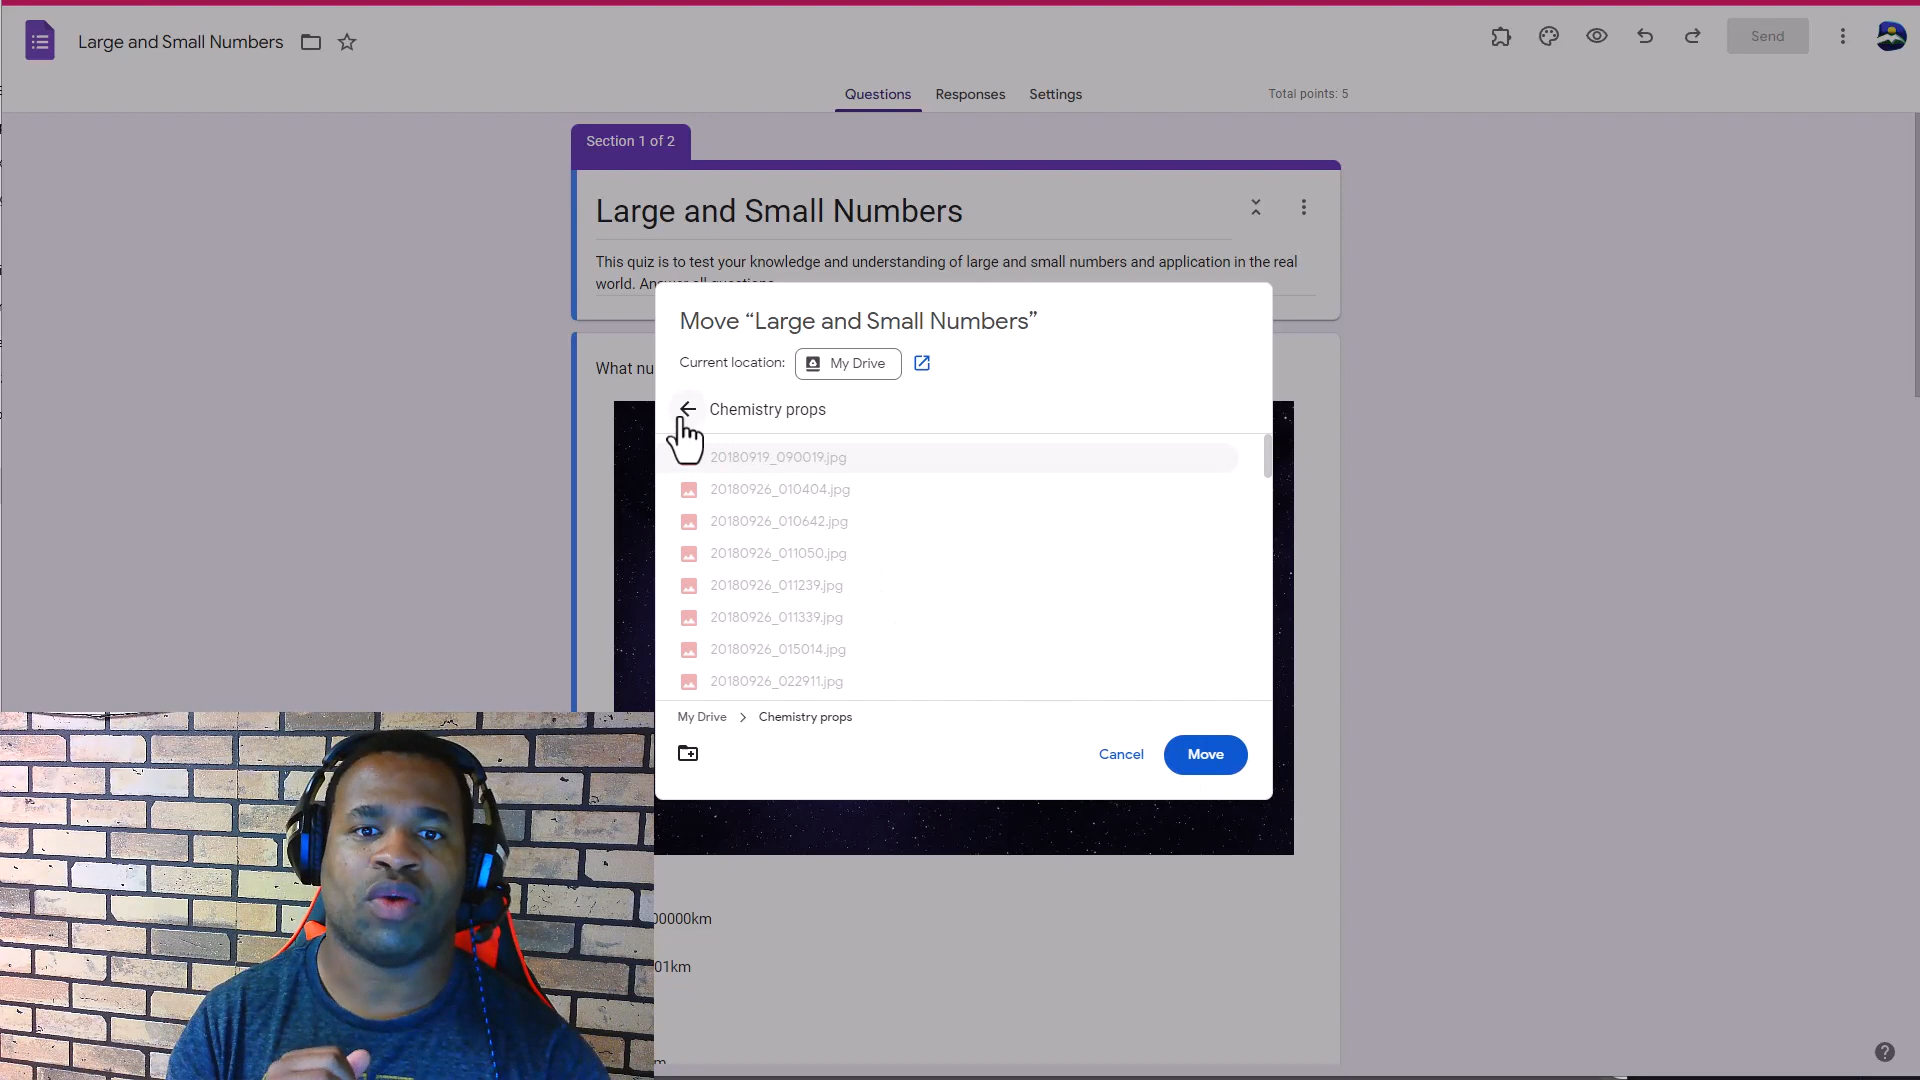 Large and Small Numbers
Send
Questions Responses Settings
Total points: 5
Section 1 of 2
Large and Small Numbers
This quiz is to test your knowledge and understanding of large and small numbers and application in the real
world.
What
Move “Large and Small Numbers”
Current location: My Drive
Chemistry props
20180919_090019.jpg
20180926_010404.jpg
20180926_010642.jpg
20180926_011050.jpg
20180926_011239.jpg
20180926_011339.jpg
20180926_015014.jpg
20180926_022911.jpg
My Drive > Chemistry props
Cancel Move
00000km
01km